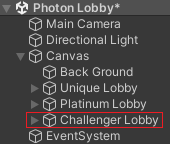 Photon Lobby*
Main Camera
Directional Light
Canvas
Back Ground
Unique Lobby
Platinum Lobby
Challenger Lobby
EventSystem